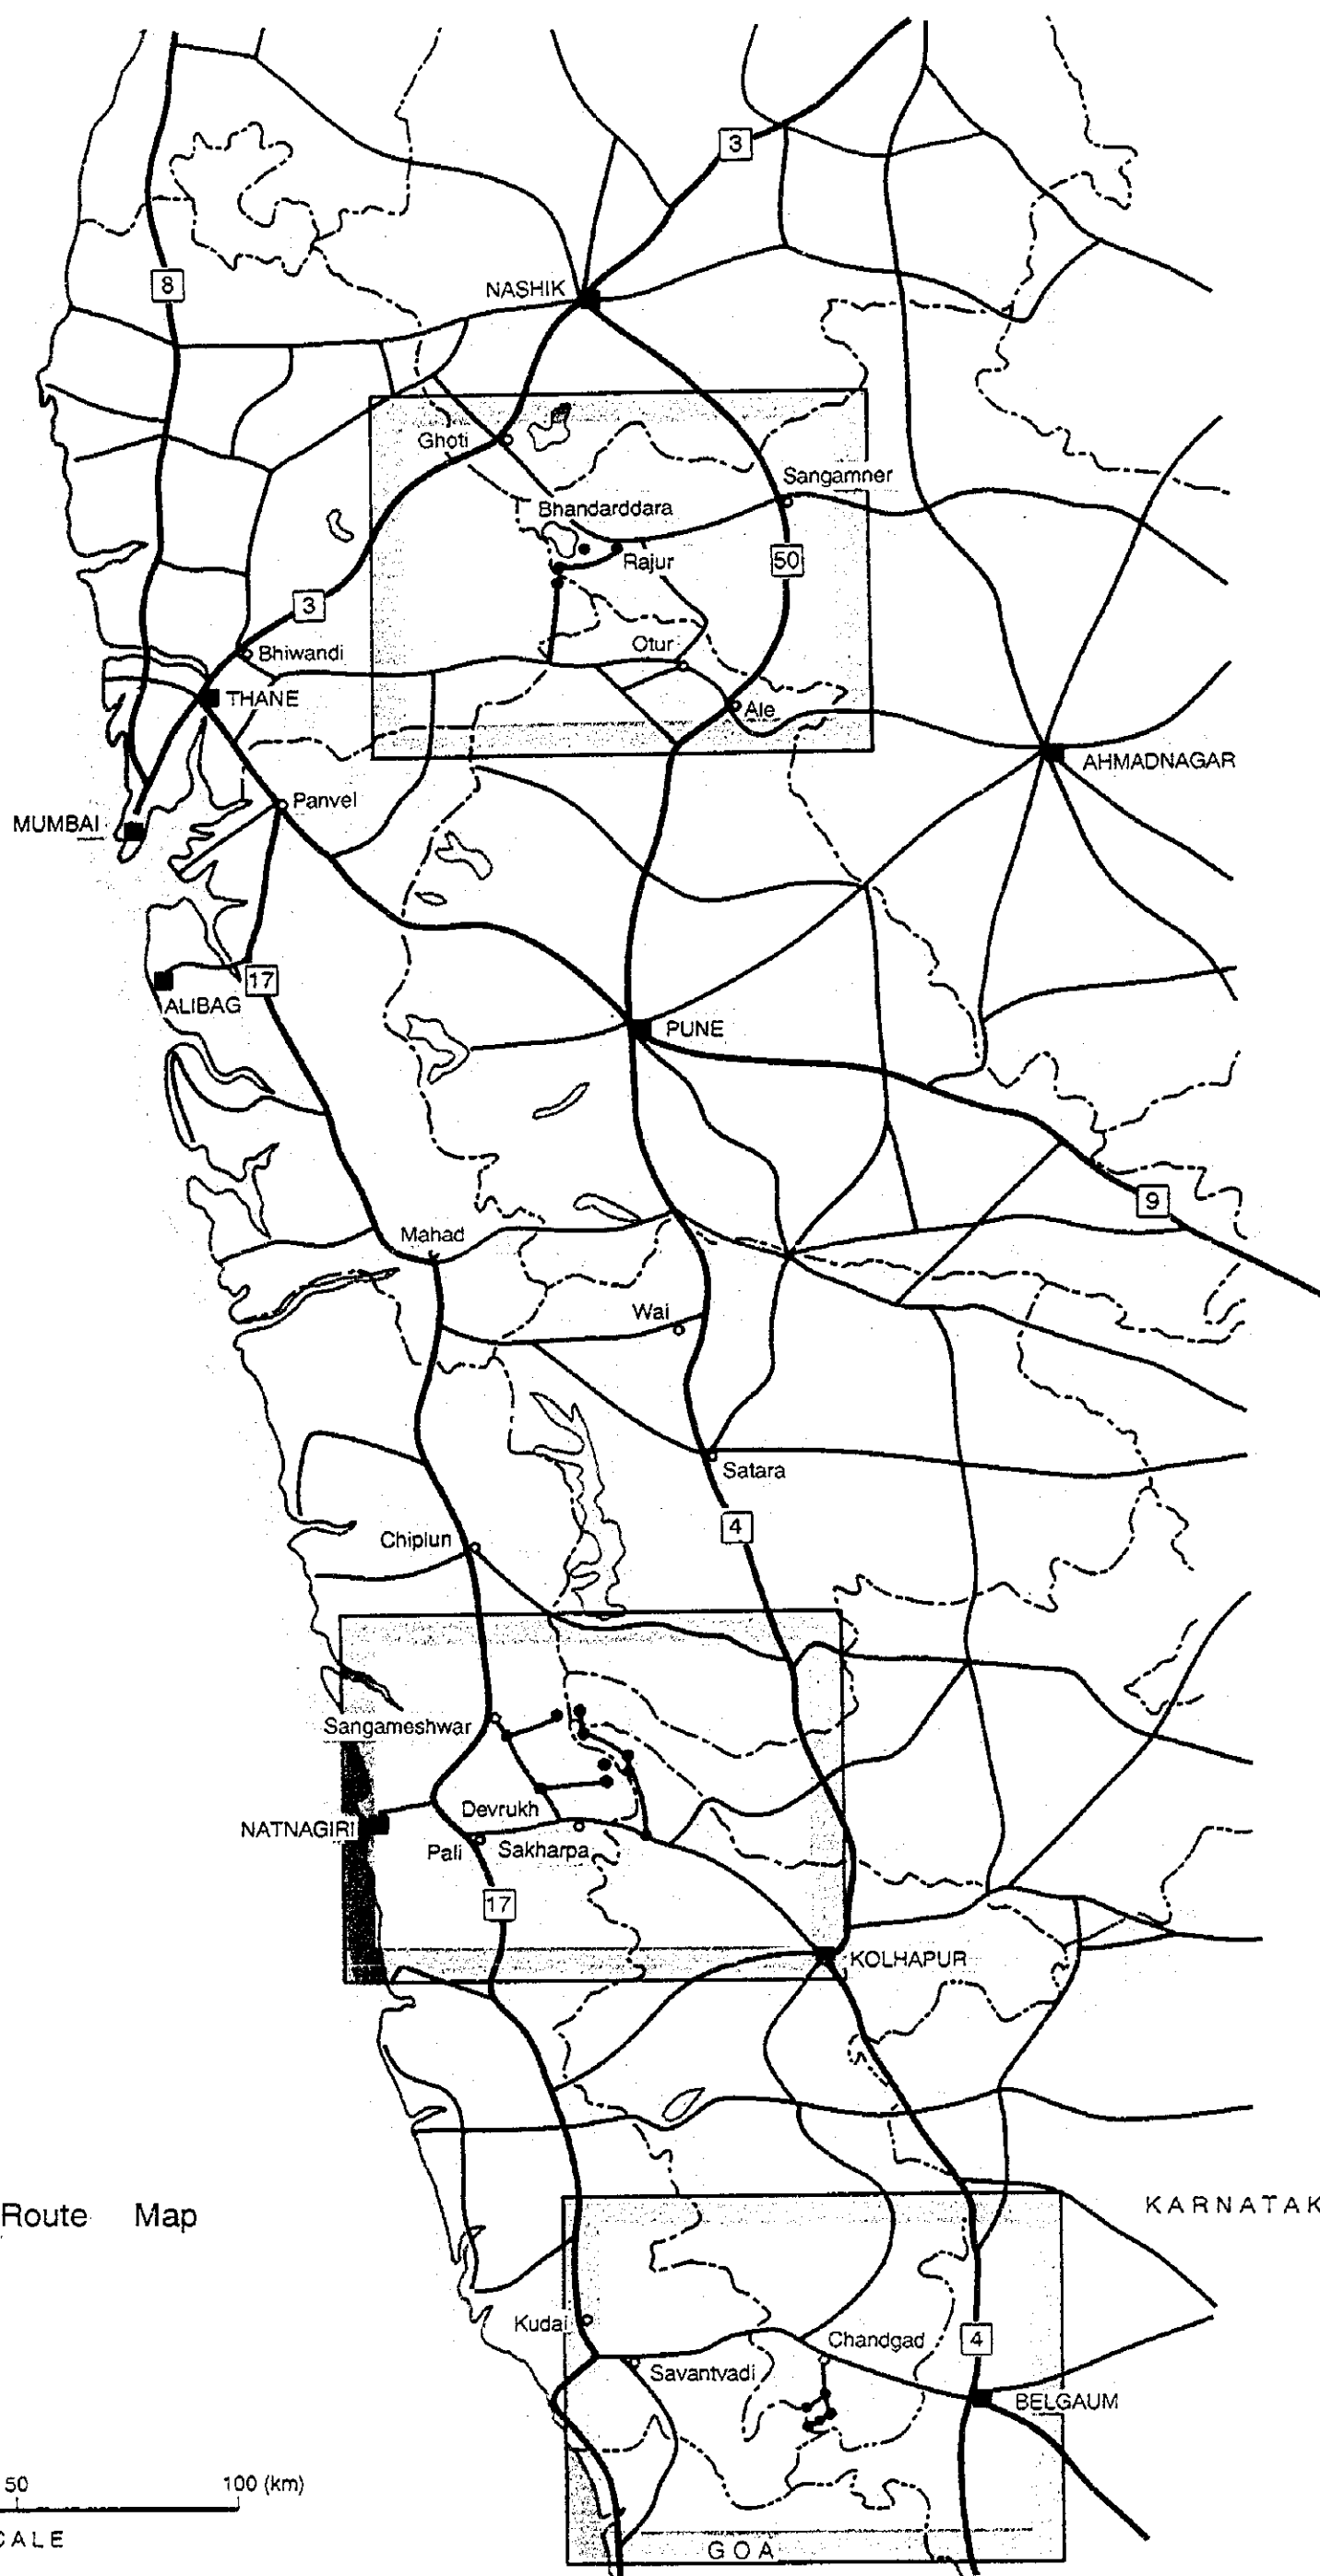 3
8
NASHIK
Ghoti
Sangamner
Bhandarddara
Rajur
50
3
Otur
Bhiwandi
THANE
Ale
AHMADNAGAR
Panvel
MUMBAI
17
ALIBAG
PUNE
9
Mahad
Wai
Satara
4
Chiplun
Sangameshwar
Devrukh
NATNAGIRI
Pali
Sakharpa
17
KOLHAPUR
Route Map
KARNATAK
Kudai
Chandgad
4
Savantvadi
BELGAUM
50
100 (km)
CALE
GOA